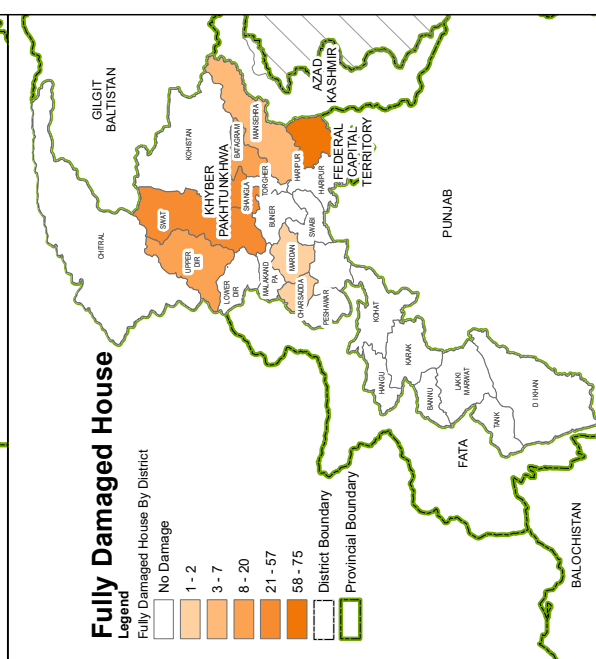 Fully Damaged House
Legend
Fully Damaged House By District
No Damage
1 - 2
3 - 7
8 - 20
21 - 57
58 - 75
District Boundary
Provincial Boundary
GILGIT
BALTISTAN
CHITRAL
KOHISTAN
SWAT
UPPER
DIR
KHYBER
PAKHTUNKHWA
SHANGLA
BATAGRAM
MANSEHRA
TORGHER
LOWER
DIR
BUNER
MALAKAND
PA
MARDAN
CHARSADDA
PESHAWAR
SWABI
HARIPUR
HARIPUR
AZAD
KASHMIR
FEDERAL
CAPITAL
TERRITORY
PUNJAB
KOHAT
HANGU
KARAK
BANNU
LAKKI
MARWAT
TANK
D I KHAN
FATA
BALOCHISTAN